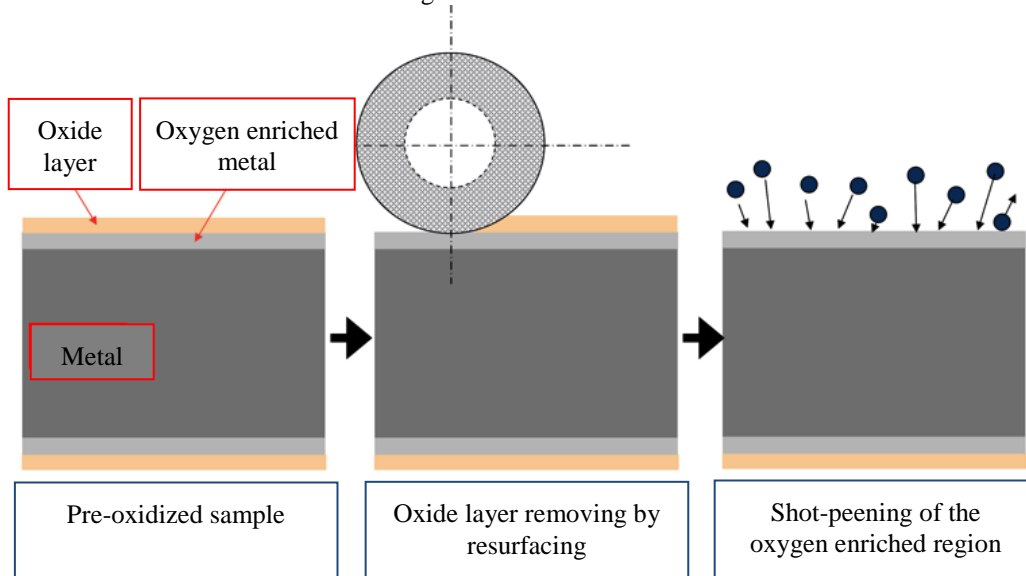 Oxide
layer
Oxygen enriched
metal
Metal
Pre-oxidized sample
Oxide layer removing by
resurfacing
Shot-peening of the
oxygen enriched region